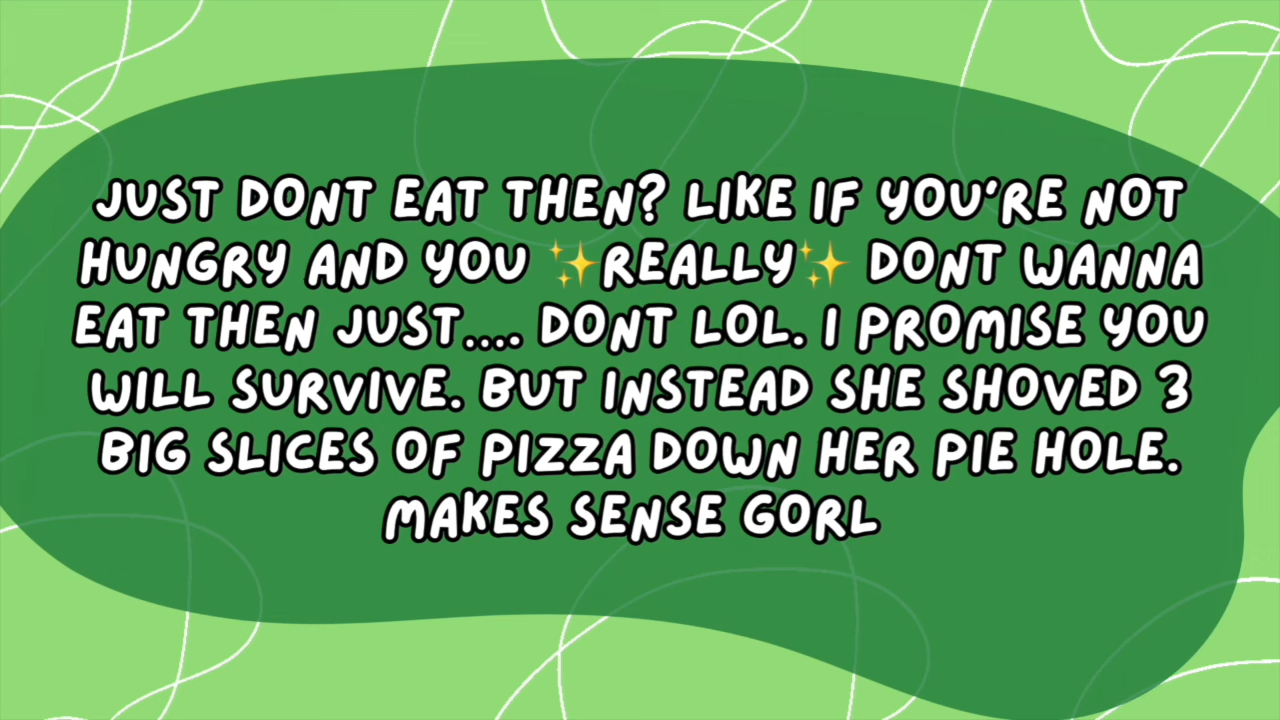 JUST DONT EAT THEN? LIKE IF YOU'RE NOT
HUNGRY AND YOU ✨REALLY✨ DONT WANNA
EAT THEN JUST.... DONT LOL. I PROMISE YOU
WILL SURVIVE. BUT INSTEAD SHE SHOVED 3
BIG SLICES OF PIZZA DOWN HER PIE HOLE.
MAKES SENSE GORL